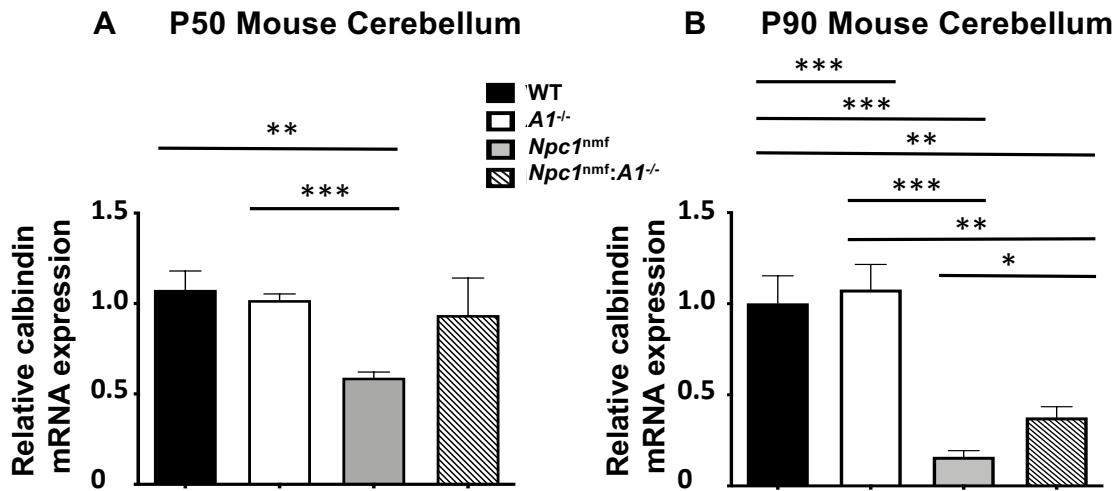 A P50 Mouse Cerebellum
**
***
1.5
1.0
0.5
0
Relative calbindin
mRNA expression
WT
A1-/-
Npc1nmf
Npc1nmf:A1-/-
B P90 Mouse Cerebellum
***
***
**
***
**
*
1.5
1.0
0.5
0
Relative calbindin
mRNA expression